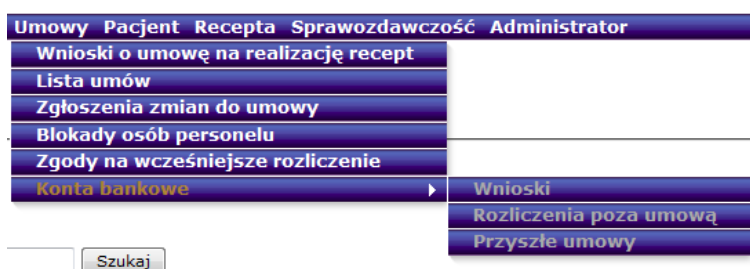 Umowy Pacjent Recepta Sprawozdawczość Administrator
Wnioski o umowę na realizację recept
Lista umów
Zgłoszenia zmian do umowy
Blokady osób personelu
Zgody na wcześniejsze rozliczenie
Konta bankowe
Wnioski
Rozliczenia poza umową
Przyszłe umowy
Szukaj